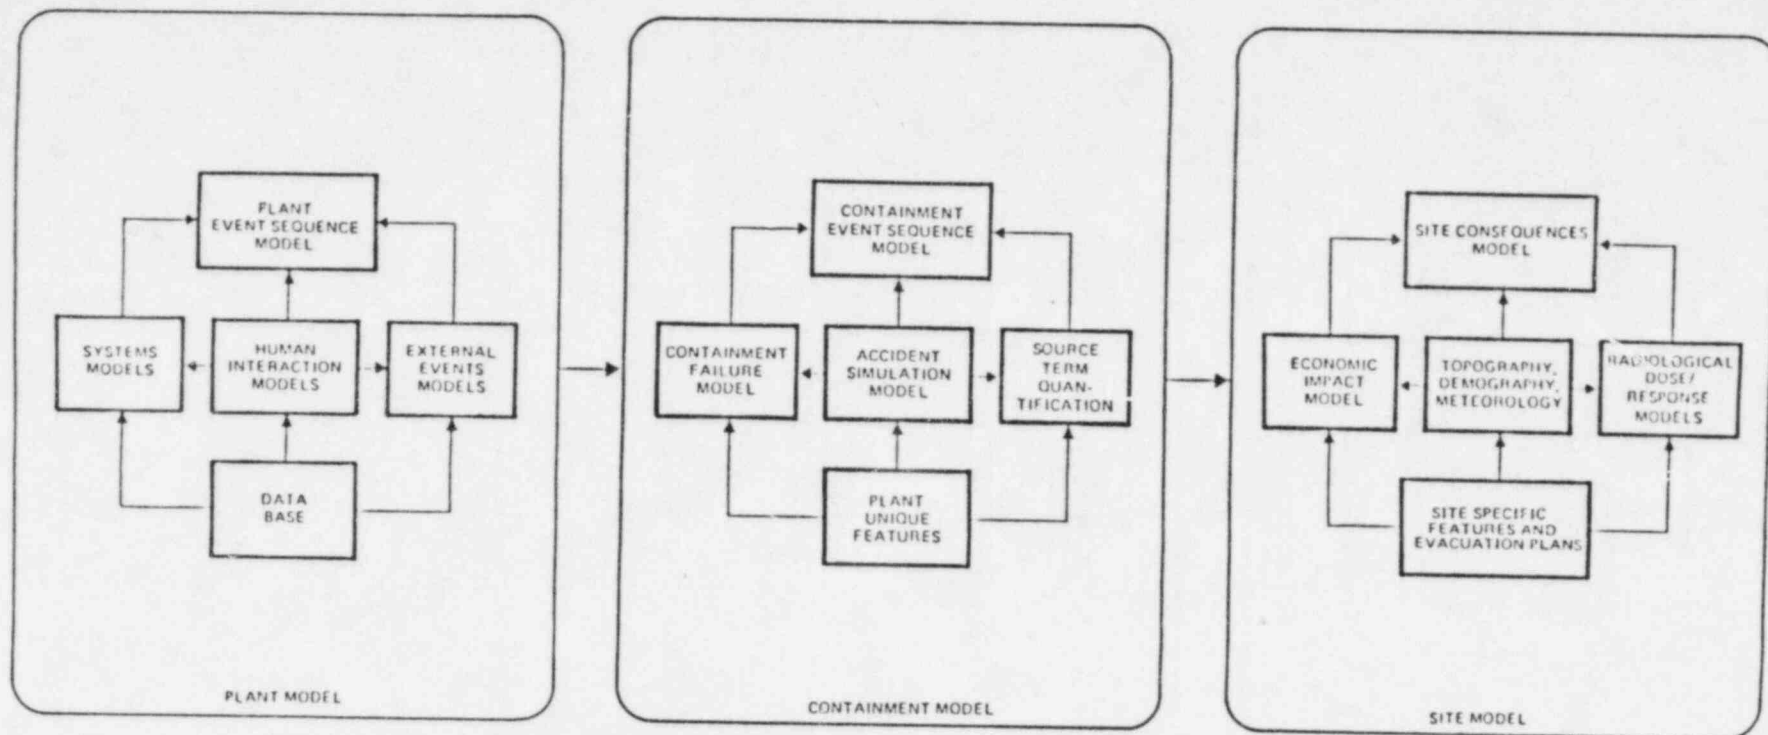 PLANT
EVENT SEQUENCE
MODEL
SYSTEMS
MODELS
HUMAN
INTERACTION
MODELS
EXTERNAL
EVENTS
MODELS
DATA
BASE
PLANT MODEL
CONTAINMENT
EVENT SEQUENCE
MODEL
CONTAINMENT
FAILURE
MODEL
ACCIDENT
SIMULATION
MODEL
SOURCE
TERM
QUAN-
TIFICATION
PLANT
UNIQUE
FEATURES
CONTAINMENT MODEL
SITE CONSEQUENCES
MODEL
ECONOMIC
IMPACT
MODEL
TOPOGRAPHY,
DEMOGRAPHY,
METEOROLOGY
RADIOLOGICAL
DOSE/
RESPONSE
MODELS
SITE SPECIFIC
FEATURES AND
EVACUATION PLANS
SITE MODEL